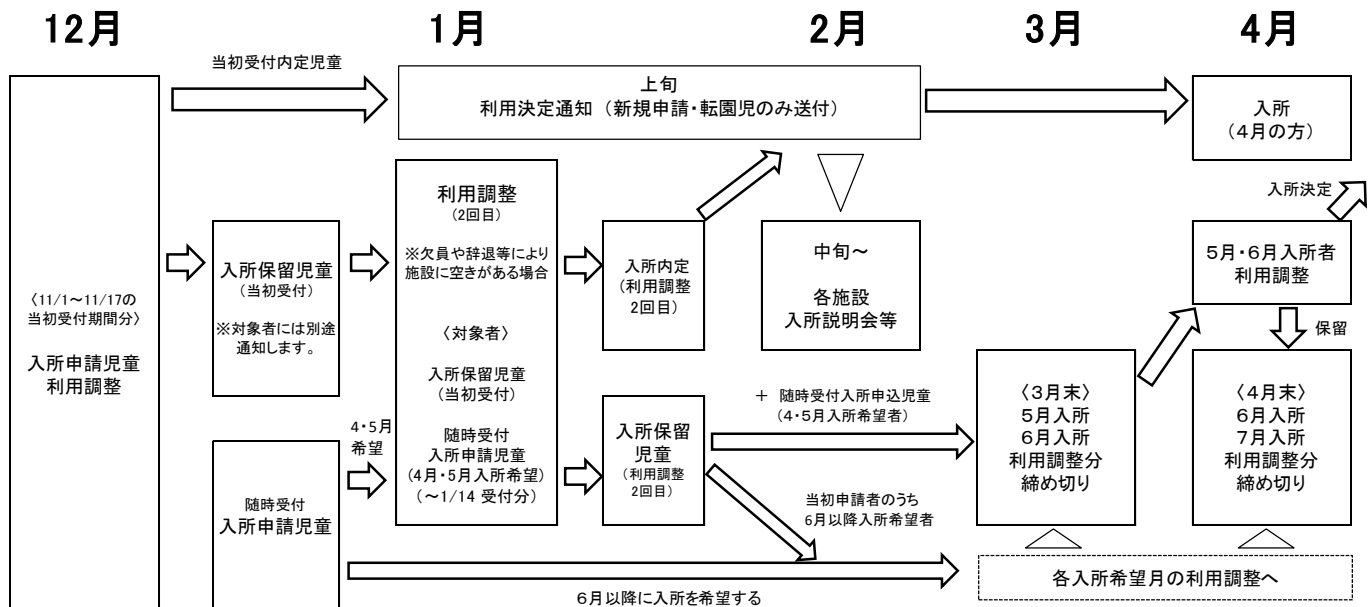 12月
1月
2月
3月
4月
当初受付内定児童
上旬
利用決定通知 （新規申請・転園児のみ送付）
入所
（４月の方）
〈11/1～11/17の
当初受付期間分〉
入所申請児童
利用調整
入所保留児童
（当初受付）
※対象者には別途
通知します。
利用調整
（2回目）
※欠員や辞退等により
施設に空きがある場合
〈対象者〉
入所保留児童
（当初受付）
随時受付
入所申請児童
（4月・5月入所希望）
（～1/14 受付分）
入所内定
（利用調整
2回目）
中旬～
各施設
入所説明会等
入所決定
５月・６月入所者
利用調整
保留
4・5月
希望
随時受付
入所申請児童
入所保留
児童
（利用調整
2回目）
＋ 随時受付入所申込児童
（４・５月入所希望者）
当初申請者のうち
6月以降入所希望者
〈３月末〉
５月入所
６月入所
利用調整分
締め切り
〈４月末〉
６月入所
７月入所
利用調整分
締め切り
各入所希望月の利用調整へ
６月以降に入所を希望する